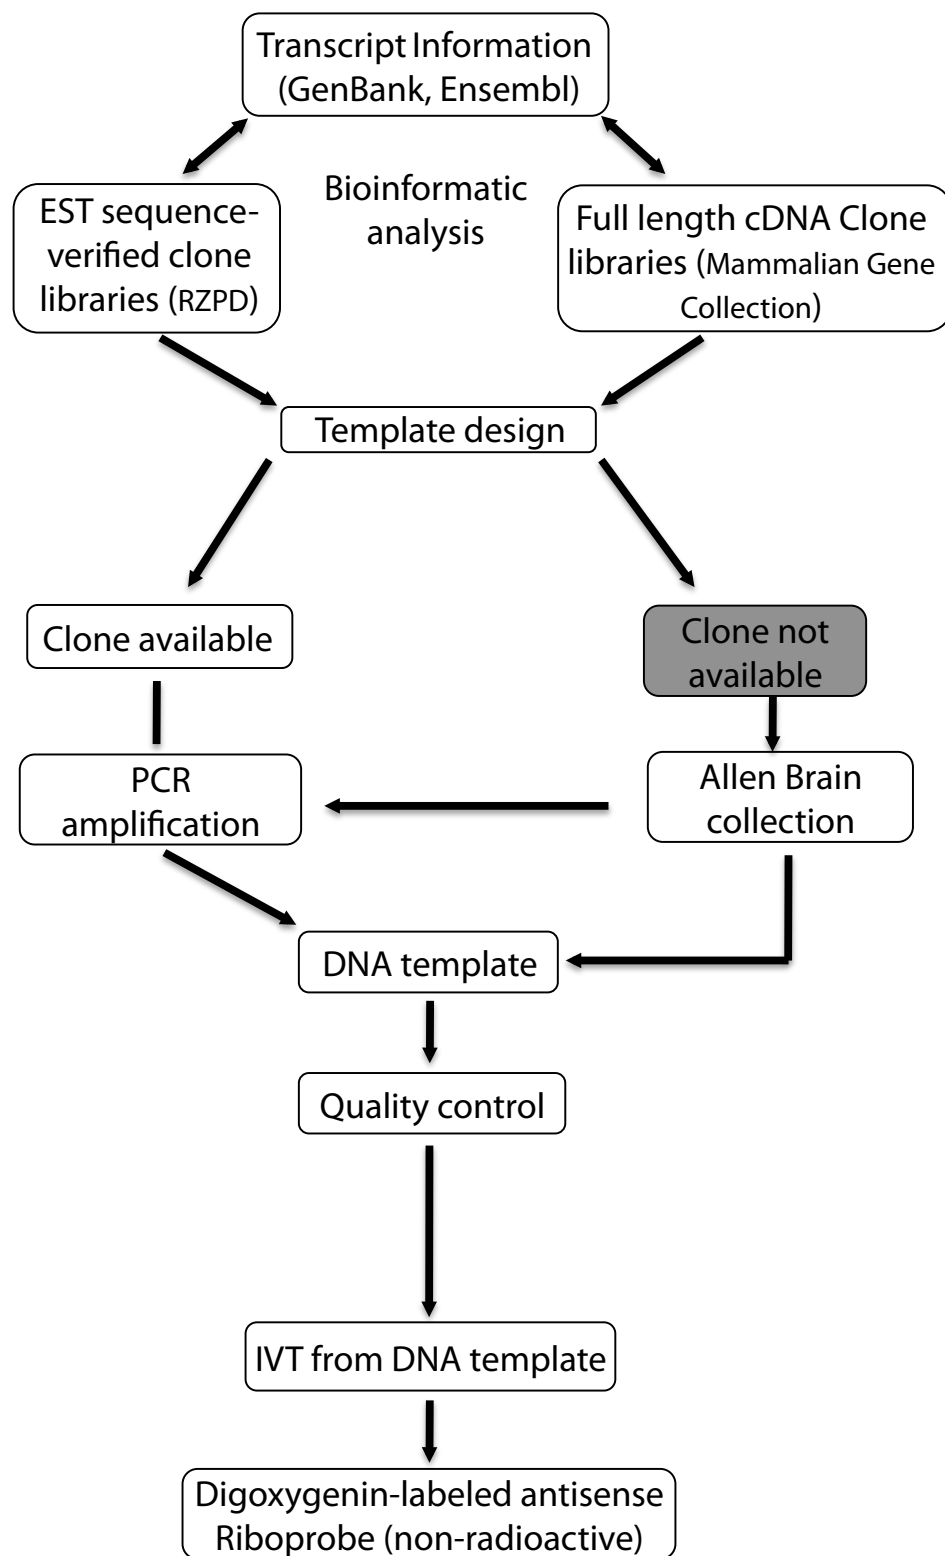 Transcript Information
(GenBank, Ensembl)
Bioinformatic
analysis
EST sequence-
verified clone
libraries (RZPD)
Full length cDNA Clone
libraries (Mammalian Gene
Collection)
Template design
Clone available
Clone not
available
PCR
amplification
Allen Brain
collection
DNA template
Quality control
IVT from DNA template
Digoxygenin-labeled antisense
Riboprobe (non-radioactive)